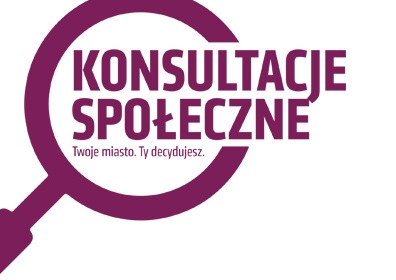 KONSULTACJE
SPOŁECZNE
Twoje miasto. Ty decydujesz.